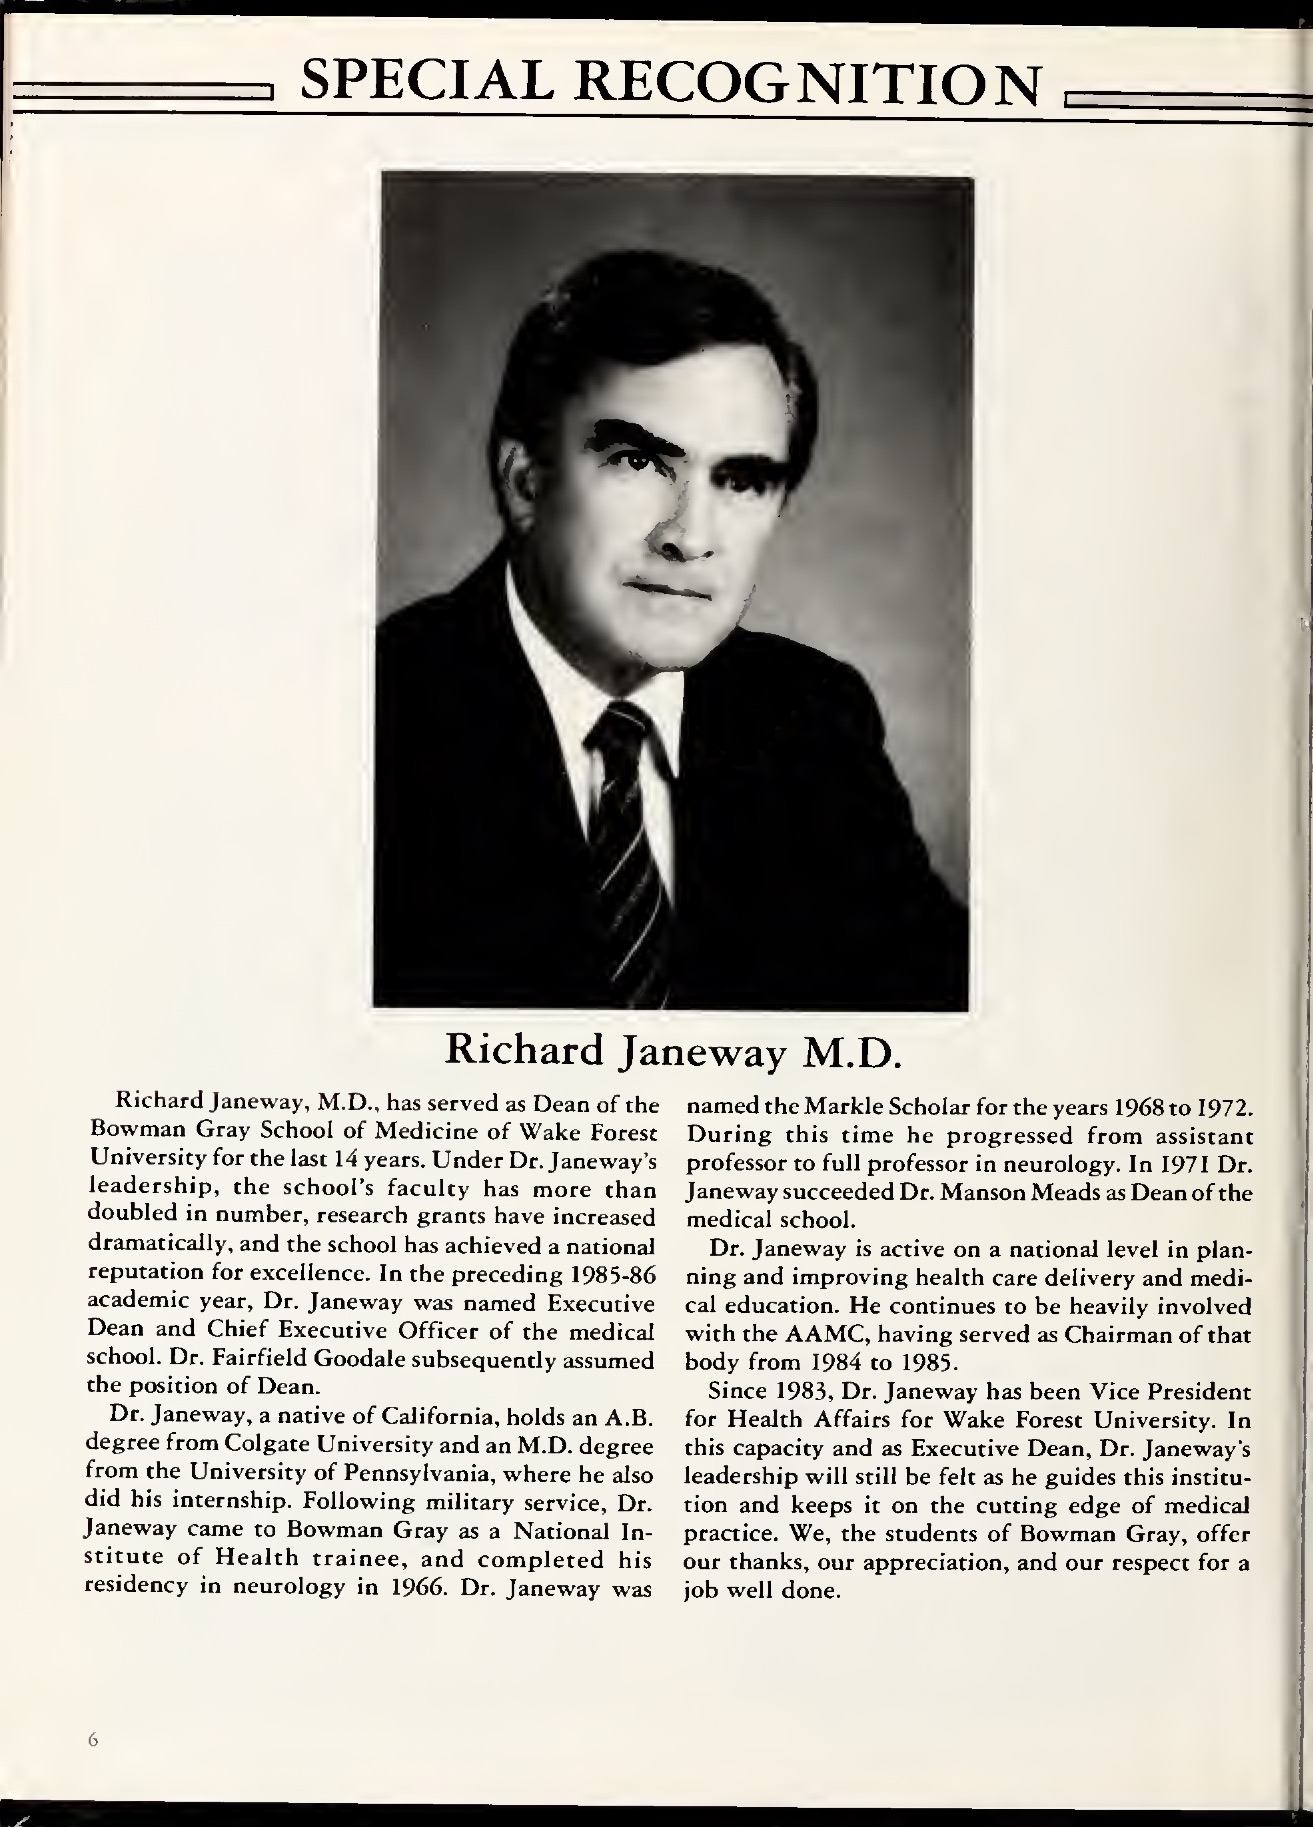 SPECIAL RECOGNITION
Richard Janeway M.D.
Richard Janeway, M.D., has served as Dean of the
Bowman Gray School of Medicine of Wake Forest
University for the last 14 years. Under Dr. Janeway's
leadership, the school's faculty has more than
doubled in number, research grants have increased
dramatically, and the school has achieved a national
reputation for excellence. In the preceding 1985-86
academic year, Dr. Janeway was named Executive
Dean and Chief Executive Officer of the medical
school. Dr. Fairfield Goodale subsequently assumed
the position of Dean.
Dr. Janeway, a native of California, holds an A.B.
degree from Colgate University and an M.D. degree
from the University of Pennsylvania, where he also
did his internship. Following military service, Dr.
Janeway came to Bowman Gray as a National In-
stitute of Health trainee, and completed his
residency in neurology in 1966. Dr. Janeway was
named the Markle Scholar for the years 1968 to 1972.
During this time he progressed from assistant
professor to full professor in neurology. In 1971 Dr.
Janeway succeeded Dr. Manson Meads as Dean of the
medical school.
Dr. Janeway is active on a national level in plan-
ning and improving health care delivery and medi-
cal education. He continues to be heavily involved
with the AAMC, having served as Chairman of that
body from 1984 to 1985.
Since 1983, Dr. Janeway has been Vice President
for Health Affairs for Wake Forest University. In
this capacity and as Executive Dean, Dr. Janeway's
leadership will still be felt as he guides this institu-
tion and keeps it on the cutting edge of medical
practice. We, the students of Bowman Gray, offer
our thanks, our appreciation, and our respect for a
job well done.
6